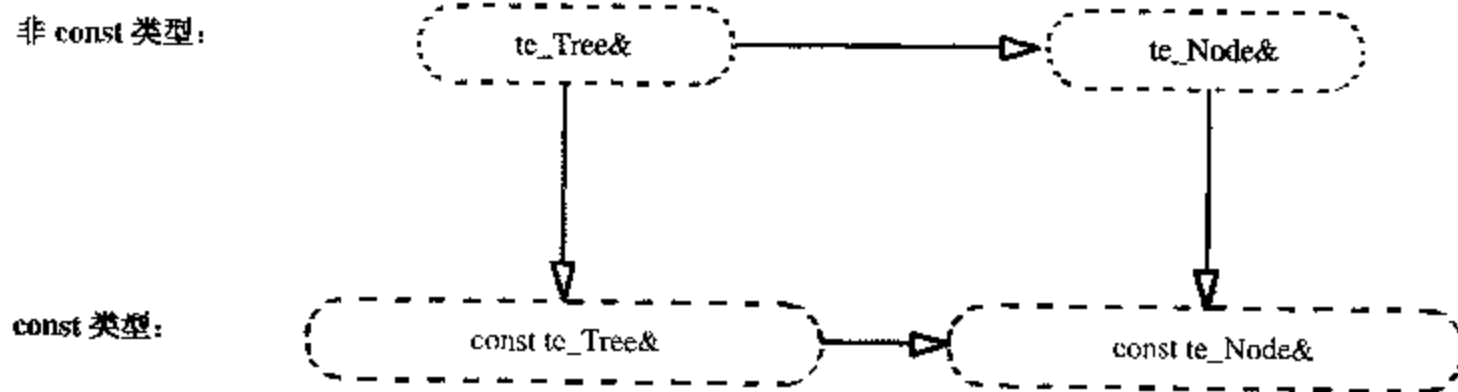 非 const 类型：
te_Tree&
te_Node&
const 类型：
const te_Tree&
const te_Node&